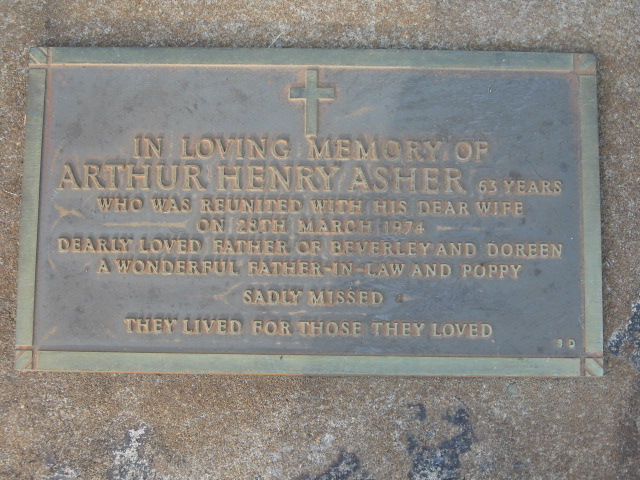 IN LOVING MEMORY OF
ARTHUR HENRY ASHER 63 YEARS
WHO WAS REUNITED WITH HIS DEAR WIFE
ON 28TH MARCH 1974
DEARLY LOVED FATHER OF BEVERLEY AND DOREEN
A WONDERFUL FATHER-IN-LAW AND POPPY
SADLY MISSED
THEY LIVED FOR THOSE THEY LOVED